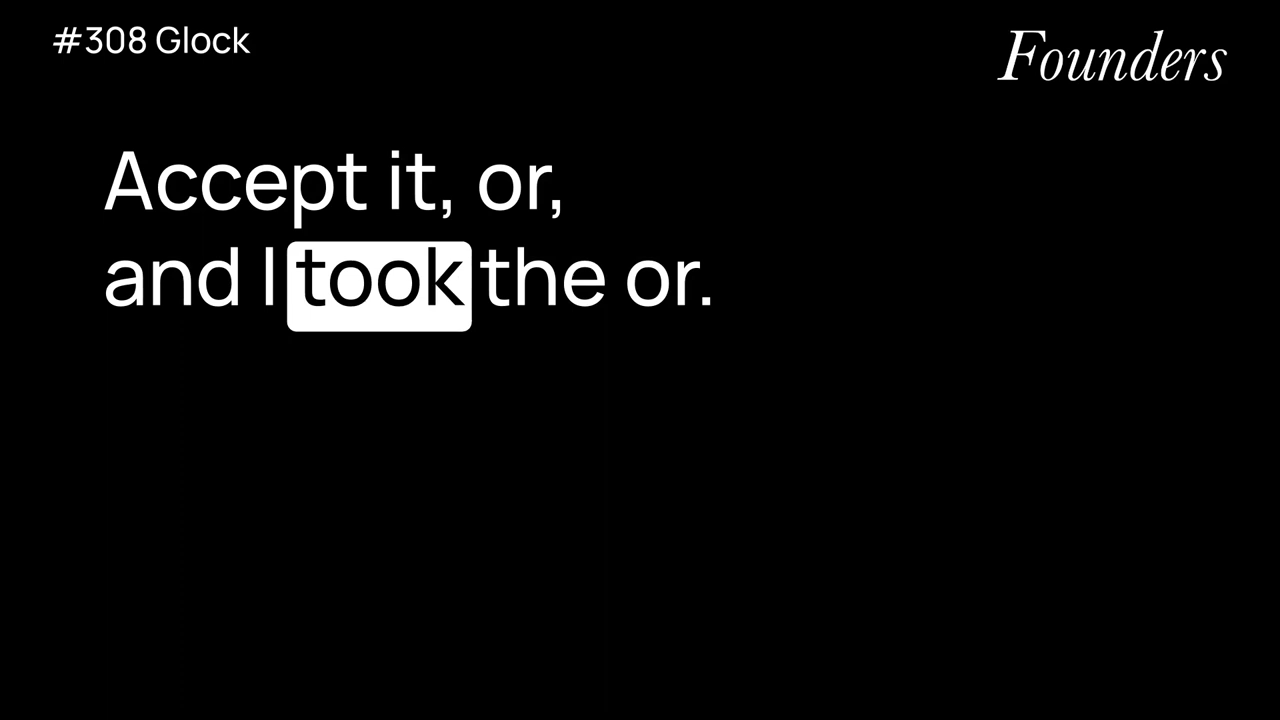 #308 Glock
Founders
Accept it, or,
and I took the or.